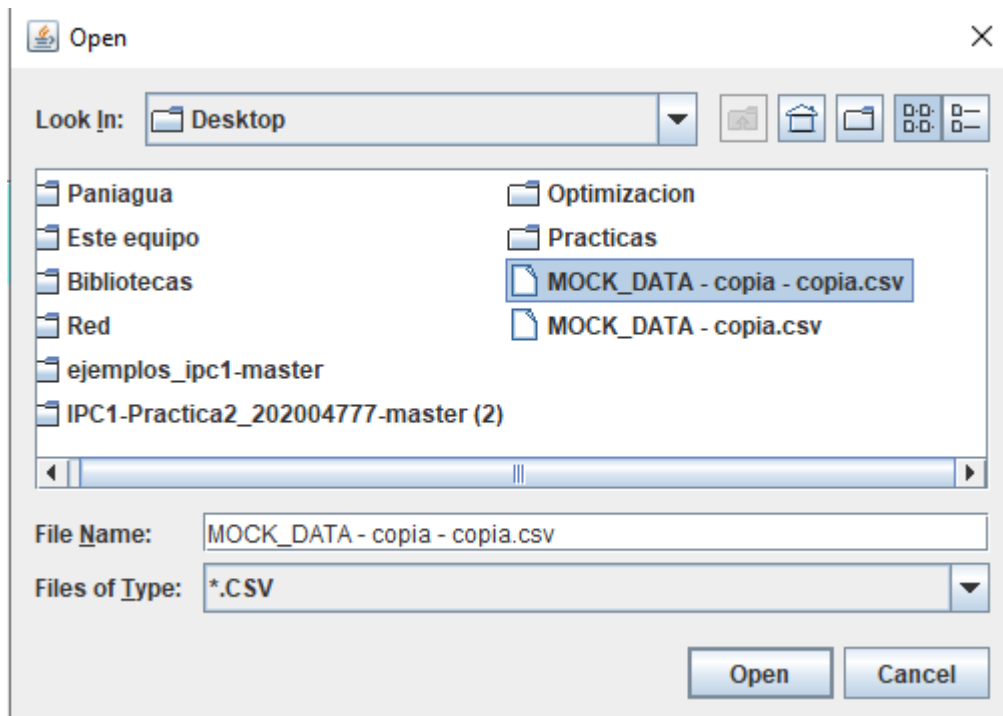 Open
Look In: Desktop
Paniagua
Este equipo
Bibliotecas
Red
ejemplos_ipc1-master
IPC1-Practica2_202004777-master (2)
Optimizacion
Practicas
MOCK_DATA - copia - copia.csv
MOCK_DATA - copia.csv
File Name: MOCK_DATA - copia - copia.csv
Files of Type: *.CSV
Open Cancel